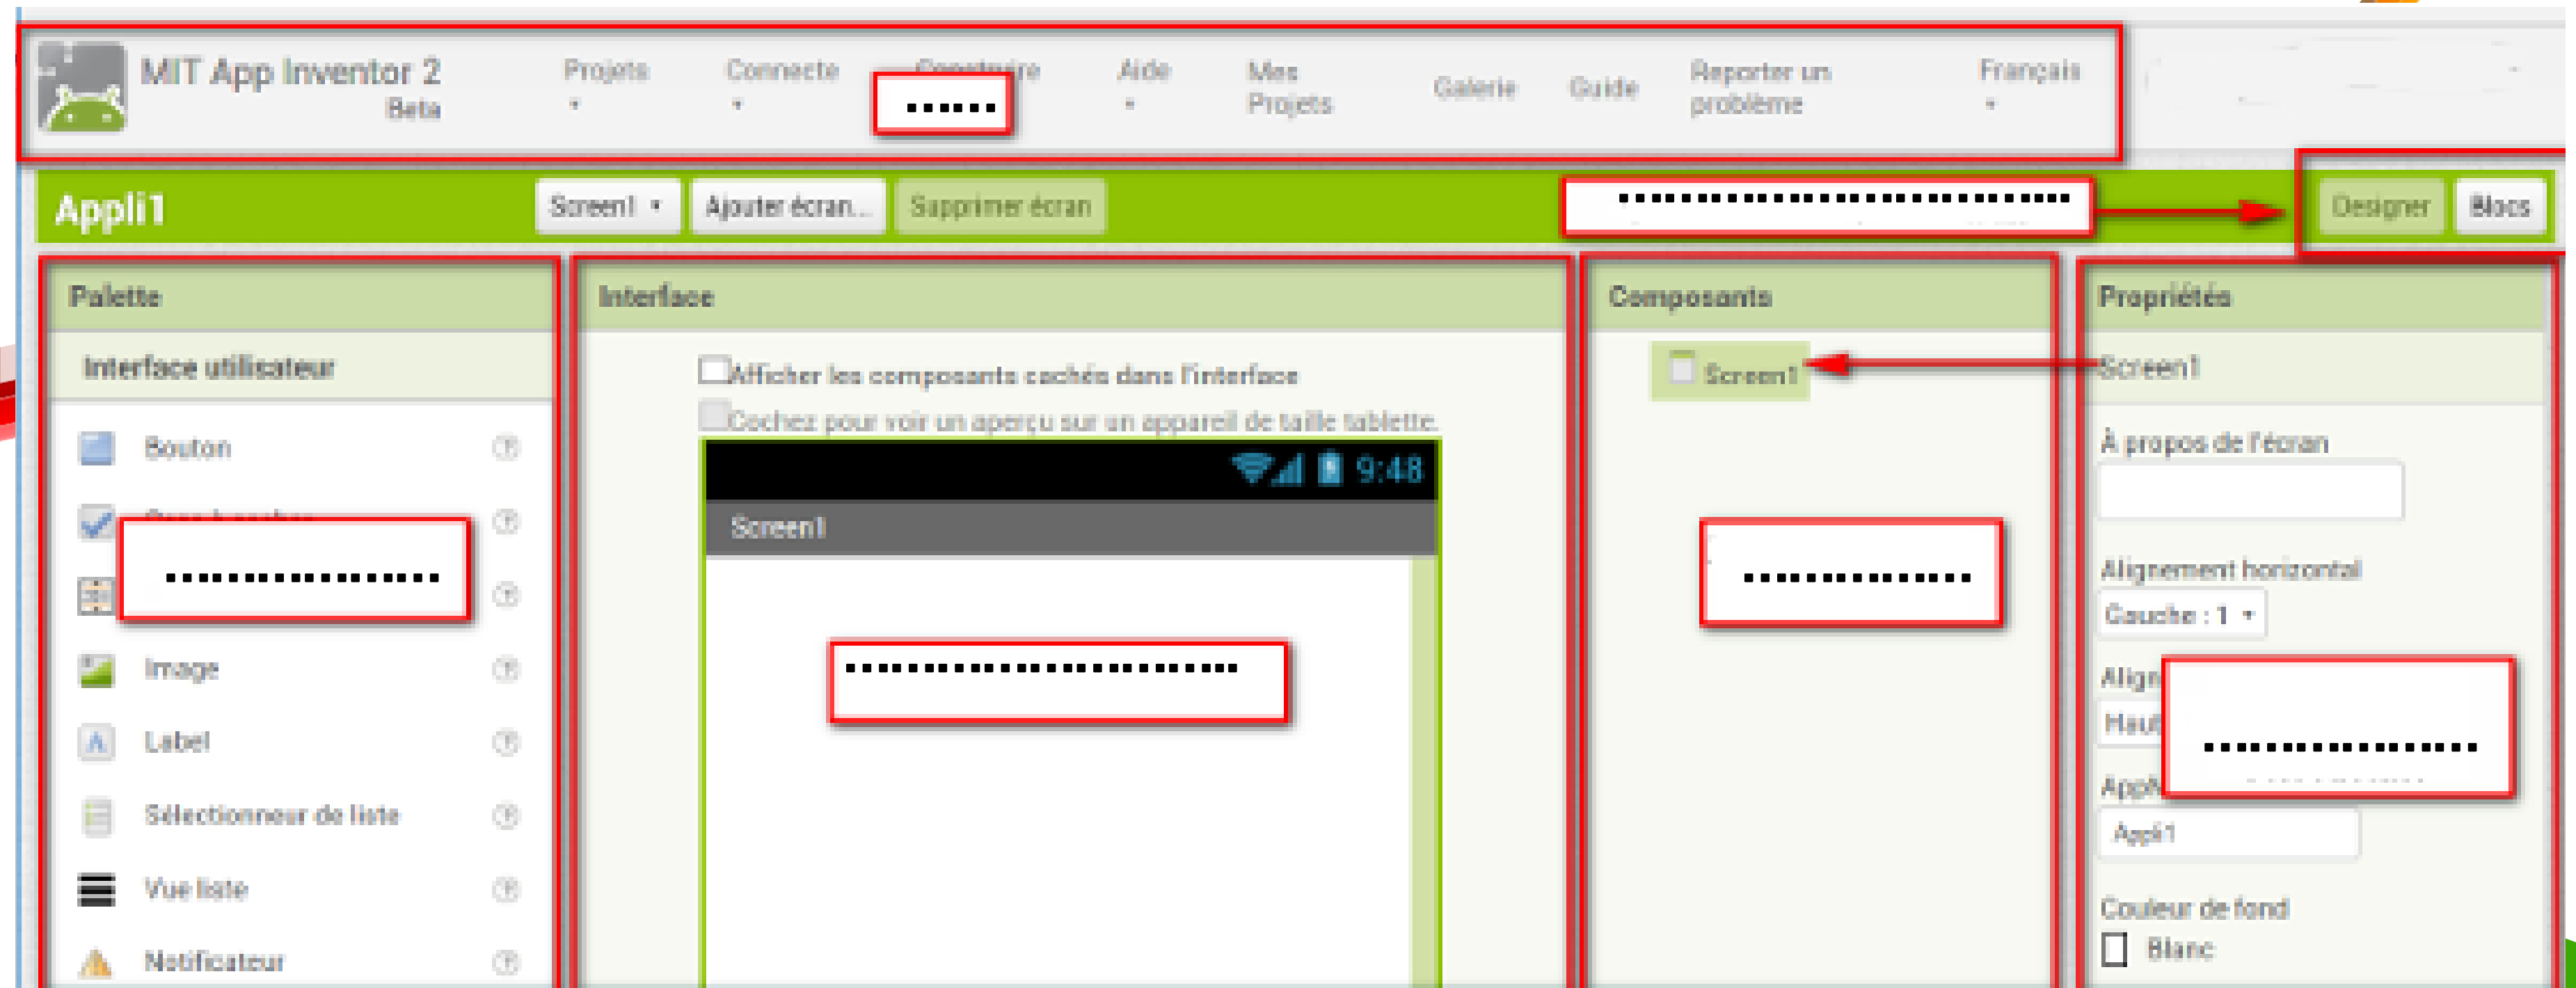 MIT App Inventor 2
Beta
Projets
Connecte
Construire
Aide
Mes
Projets
Galerie
Guide
Reporter un
problème
Français
......
Appli1
Screen1
Ajouter écran...
Supprimer écran
.............................
Designer
Blocs
Palette
Interface utilisateur
Bouton
..................
Image
Label
Sélectionneur de liste
Vue liste
Notificateur
Interface
Afficher les composants cachés dans l'interface
Cochez pour voir un aperçu sur un appareil de taille tablette.
9:48
Screen1
..........................
Composants
Screen1
...............
Propriétés
Screen1
À propos de l'écran
Alignement horizontal
Gauche : 1
Align
Haut
..................
Appli1
Couleur de fond
Blanc